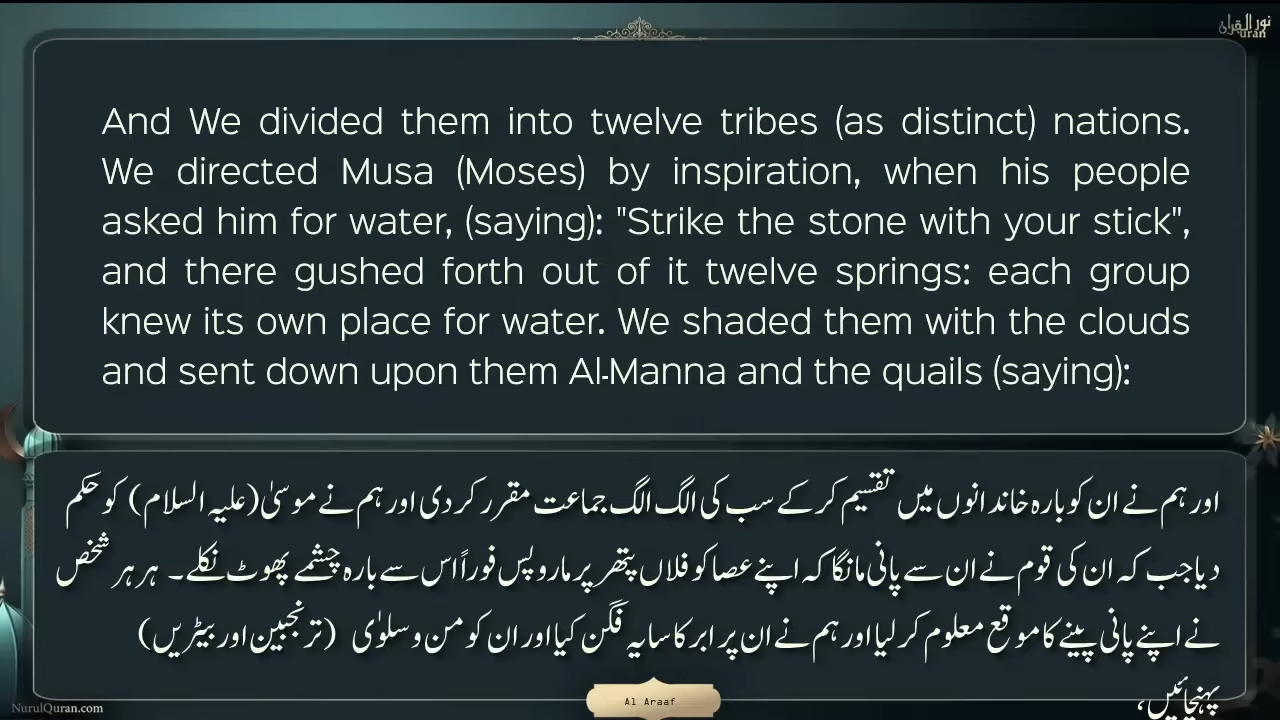 نور القرآن
uran
And We divided them into twelve tribes (as distinct) nations.
We directed Musa (Moses) by inspiration, when his people
asked him for water, (saying): "Strike the stone with your stick",
and there gushed forth out of it twelve springs: each group
knew its own place for water. We shaded them with the clouds
and sent down upon them Al-Manna and the quails (saying):
اور ہم نے ان کو بارہ خاندانوں میں تقسیم کرکے سب کی الگ الگ جماعت مقرر کر دی اور ہم نے موسیٰ (علیہ السلام) کو حکم
دیا جب کہ ان کی قوم نے ان سے پانی مانگا کہ اپنے عصا کو فلاں پتھر پر مارو پس فوراً اس سے بارہ چشمے پھوٹ نکلے۔ ہر ہر شخص
نے اپنے پانی پینے کا موقع معلوم کر لیا اور ہم نے ان پر ابر کا سایہ فگن کیا اور ان کو من و سلوٰی (ترنجبین اور بیٹریں)
پہنچائیں،
Al Araaf
NurulQuran.com